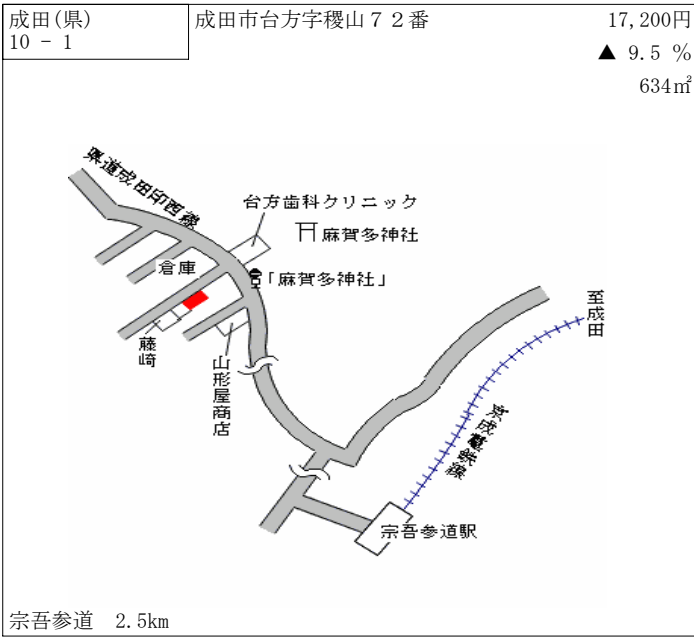 成田(県)
10 - 1
成田市台方字稷山７２番
17,200円
▲ 9.5 %
634㎡
県道成田印西線
台方歯科クリニック
麻賀多神社
倉庫
「麻賀多神社」
至成田
藤崎
山形屋商店
京成電鉄線
宗吾参道駅
宗吾参道　2.5km